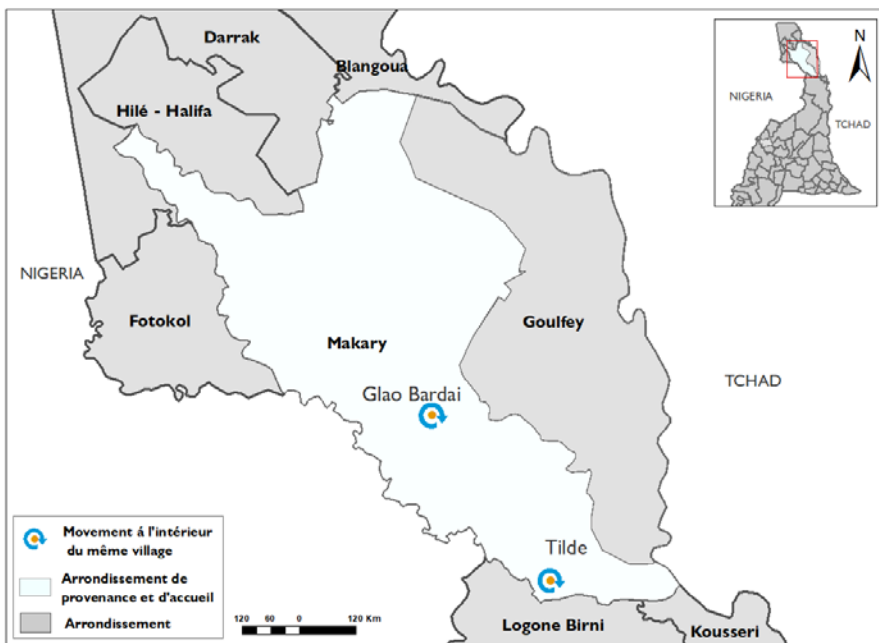 Darrak
Blangoua
Hilé - Halifa
N
NIGERIA
TCHAD
NIGERIA
Fotokol
Makary
Goulfey
TCHAD
Glao Bardai
Tilde
Logone Birni
Kousseri
Movement á l'intérieur
du même village
Arrondissement de
provenance et d'accueil
Arrondissement
120 60 0 120 Km